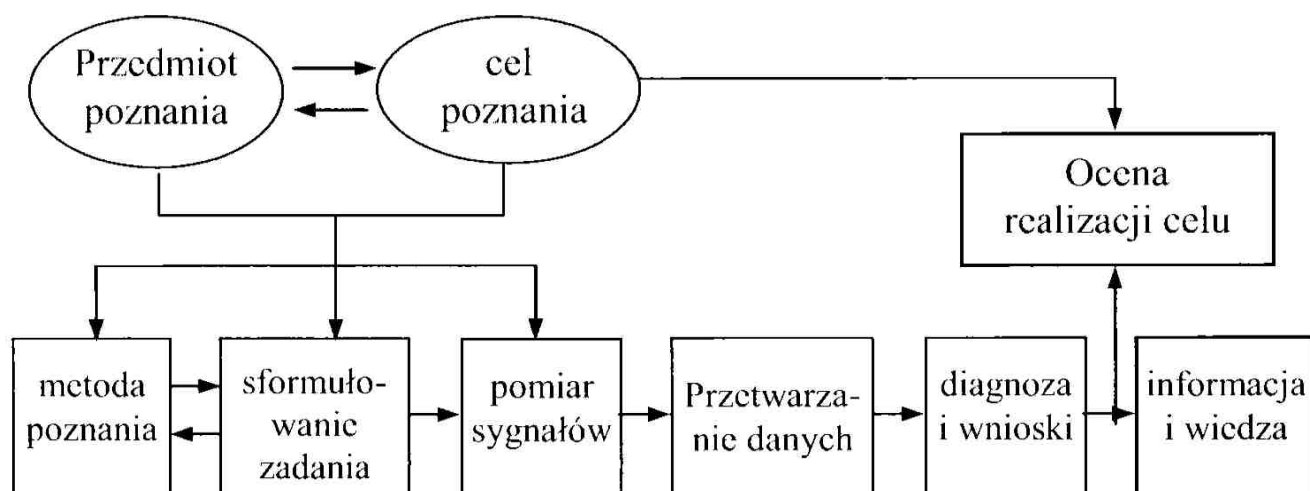 Przedmiot
poznania
cel
poznania
Ocena
realizacji celu
metoda
poznania
sformuło-
wanie
zadania
pomiar
sygnałów
Przetwarza-
nie danych
diagnoza
i wnioski
informacja
i wiedza